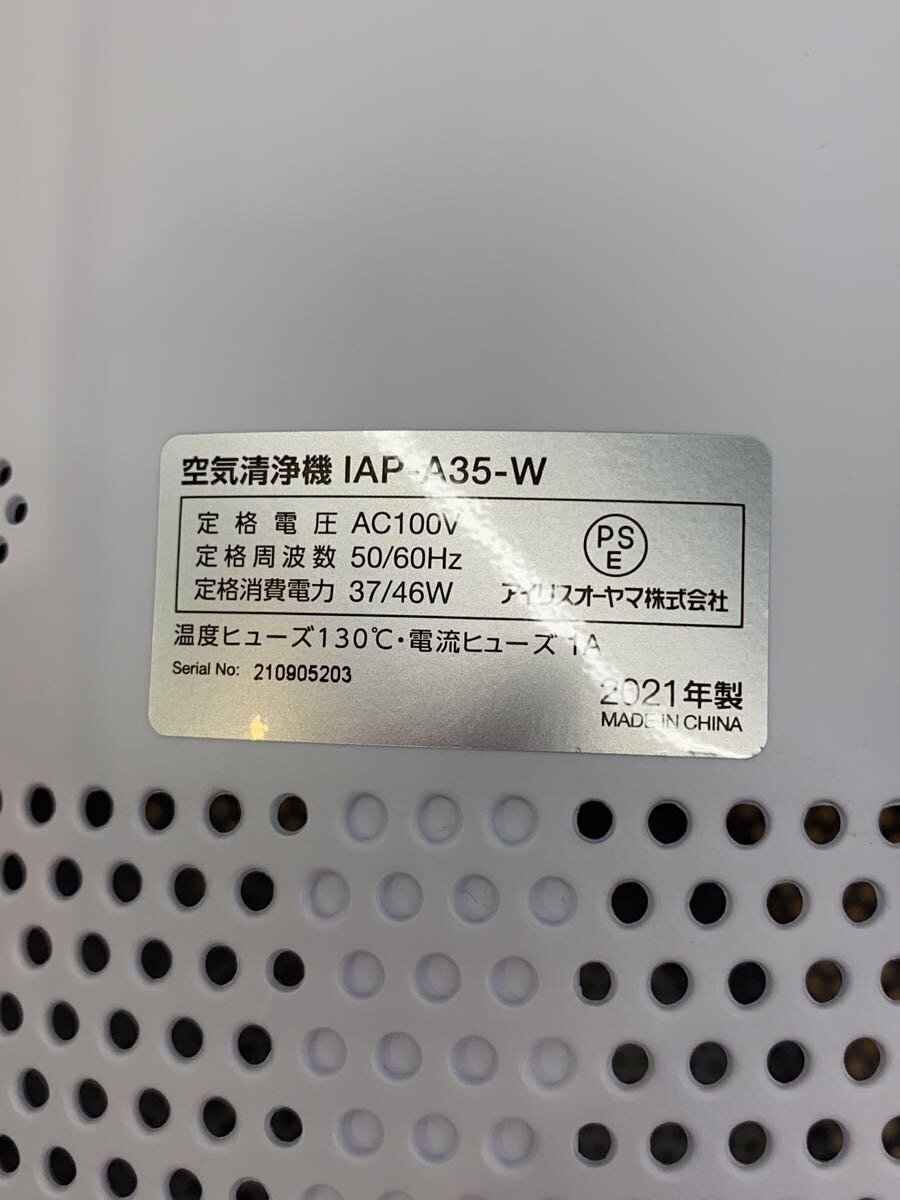 空気清浄機 IAP-A35-W
定格電圧 AC100V
定格周波数 50/60Hz
定格消費電力 37/46W
PS
E
アイリスオーヤマ株式会社
温度ヒューズ130℃・電流ヒューズ 1A
Serial No: 210905203
2021年製
MADE IN CHINA